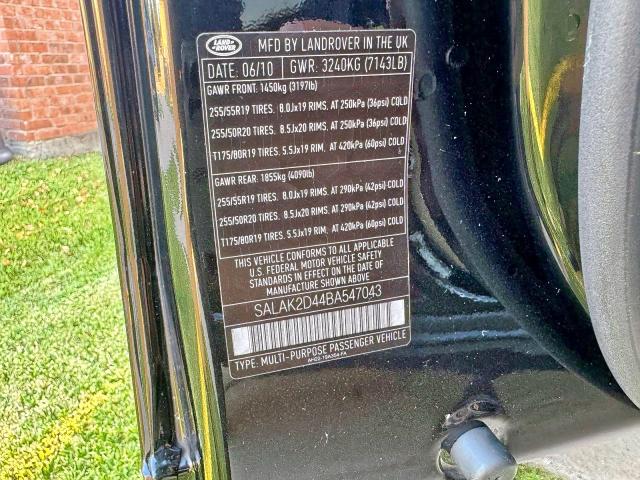 LAND ROVER
MFD BY LANDROVER IN THE UK
DATE: 06/10 GWR: 3240KG (7143LB)
GAWR FRONT: 1450kg (3197lb)
255/55R19 TIRES. 8.0Jx19 RIMS. AT 250kPa (36psi) COLD
255/50R20 TIRES. 8.5Jx20 RIMS. AT 250kPa (36psi) COLD
T175/80R19 TIRES. 5.5Jx19 RIM. AT 420kPa (60psi) COLD
GAWR REAR: 1855kg (4090lb)
255/55R19 TIRES. 8.0Jx19 RIMS. AT 290kPa (42psi) COLD
255/50R20 TIRES. 8.5Jx20 RIMS. AT 290kPa (42psi) COLD
T175/80R19 TIRES. 5.5Jx19 RIM. AT 420kPa (60psi) COLD
THIS VEHICLE CONFORMS TO ALL APPLICABLE
U.S. FEDERAL MOTOR VEHICLE SAFETY
STANDARDS IN EFFECT ON THE DATE OF
MANUFACTURE SHOWN ABOVE
SALAK2D44BA547043
TYPE: MULTI-PURPOSE PASSENGER VEHICLE